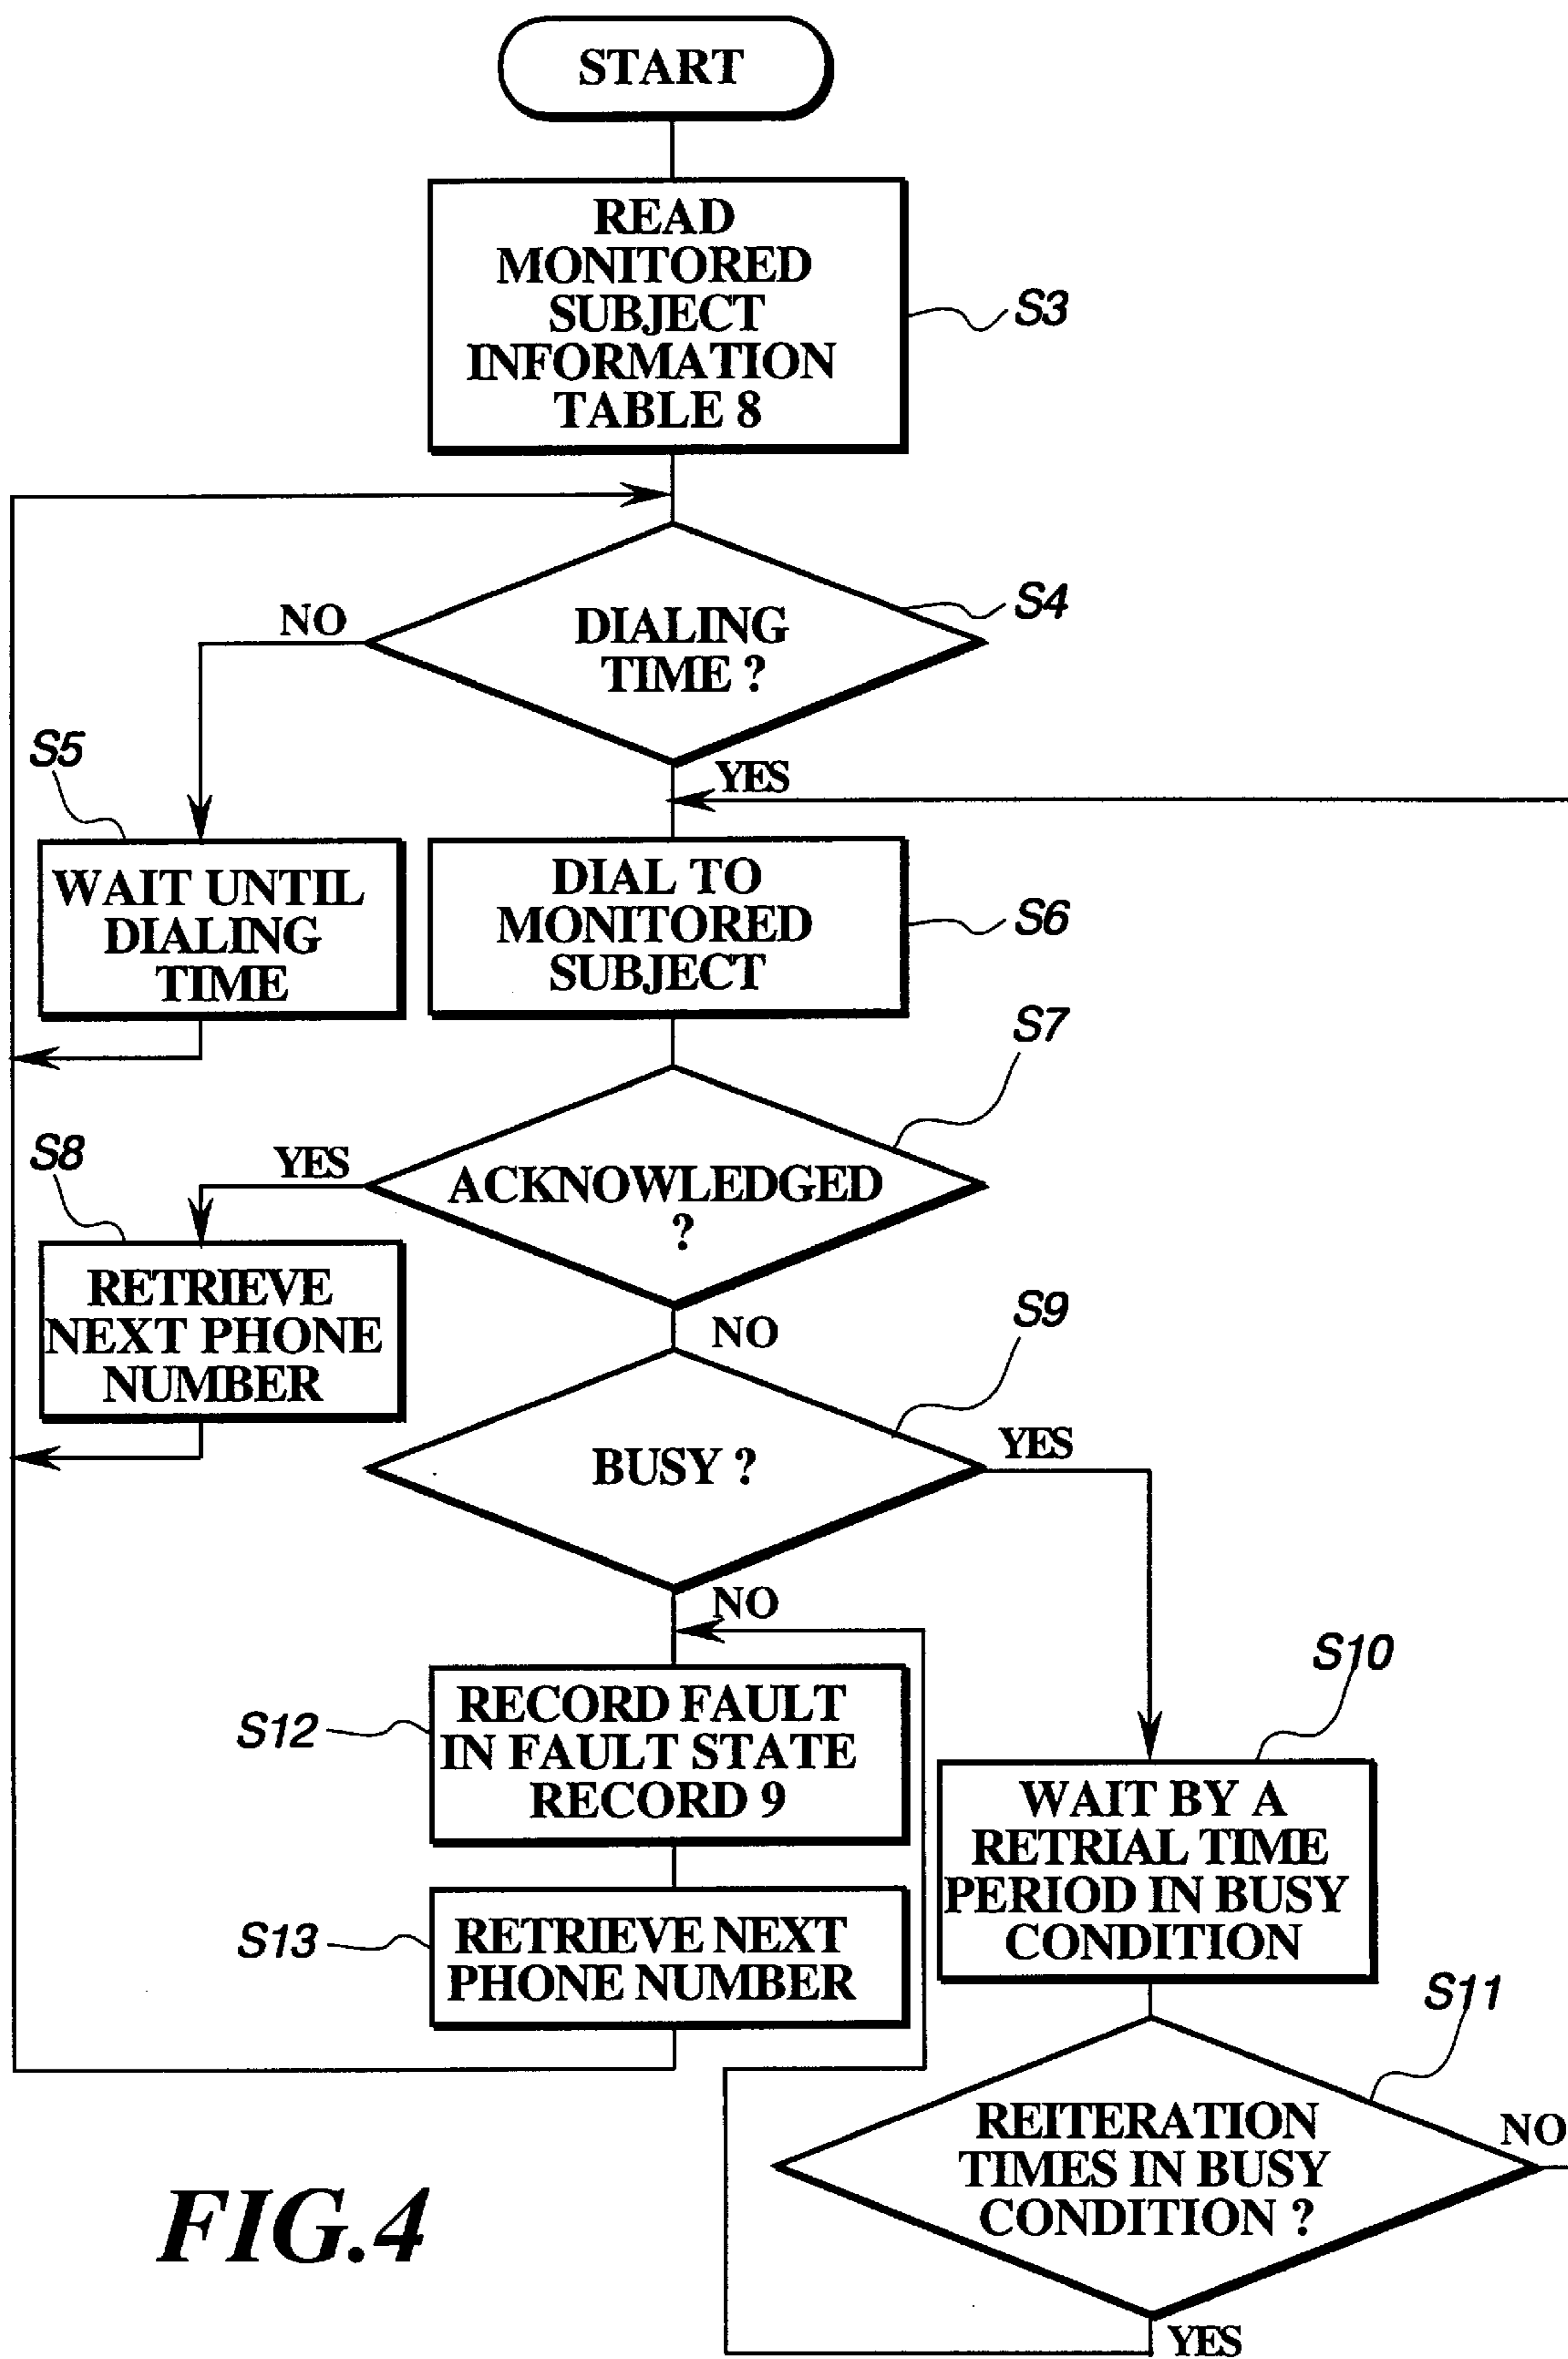 START
READ
MONITORED
SUBJECT
INFORMATION
TABLE 8
S3
NO
DIALING
TIME ?
S4
YES
S5
WAIT UNTIL
DIALING
TIME
DIAL TO
MONITORED
SUBJECT
S6
S7
S8
YES
ACKNOWLEDGED
?
RETRIEVE
NEXT PHONE
NUMBER
NO
S9
BUSY ?
YES
NO
S10
S12
RECORD FAULT
IN FAULT STATE
RECORD 9
WAIT BY A
RETRIAL TIME
PERIOD IN BUSY
CONDITION
S13
RETRIEVE NEXT
PHONE NUMBER
S11
REITERATION
TIMES IN BUSY
CONDITION ?
NO
YES
FIG.4